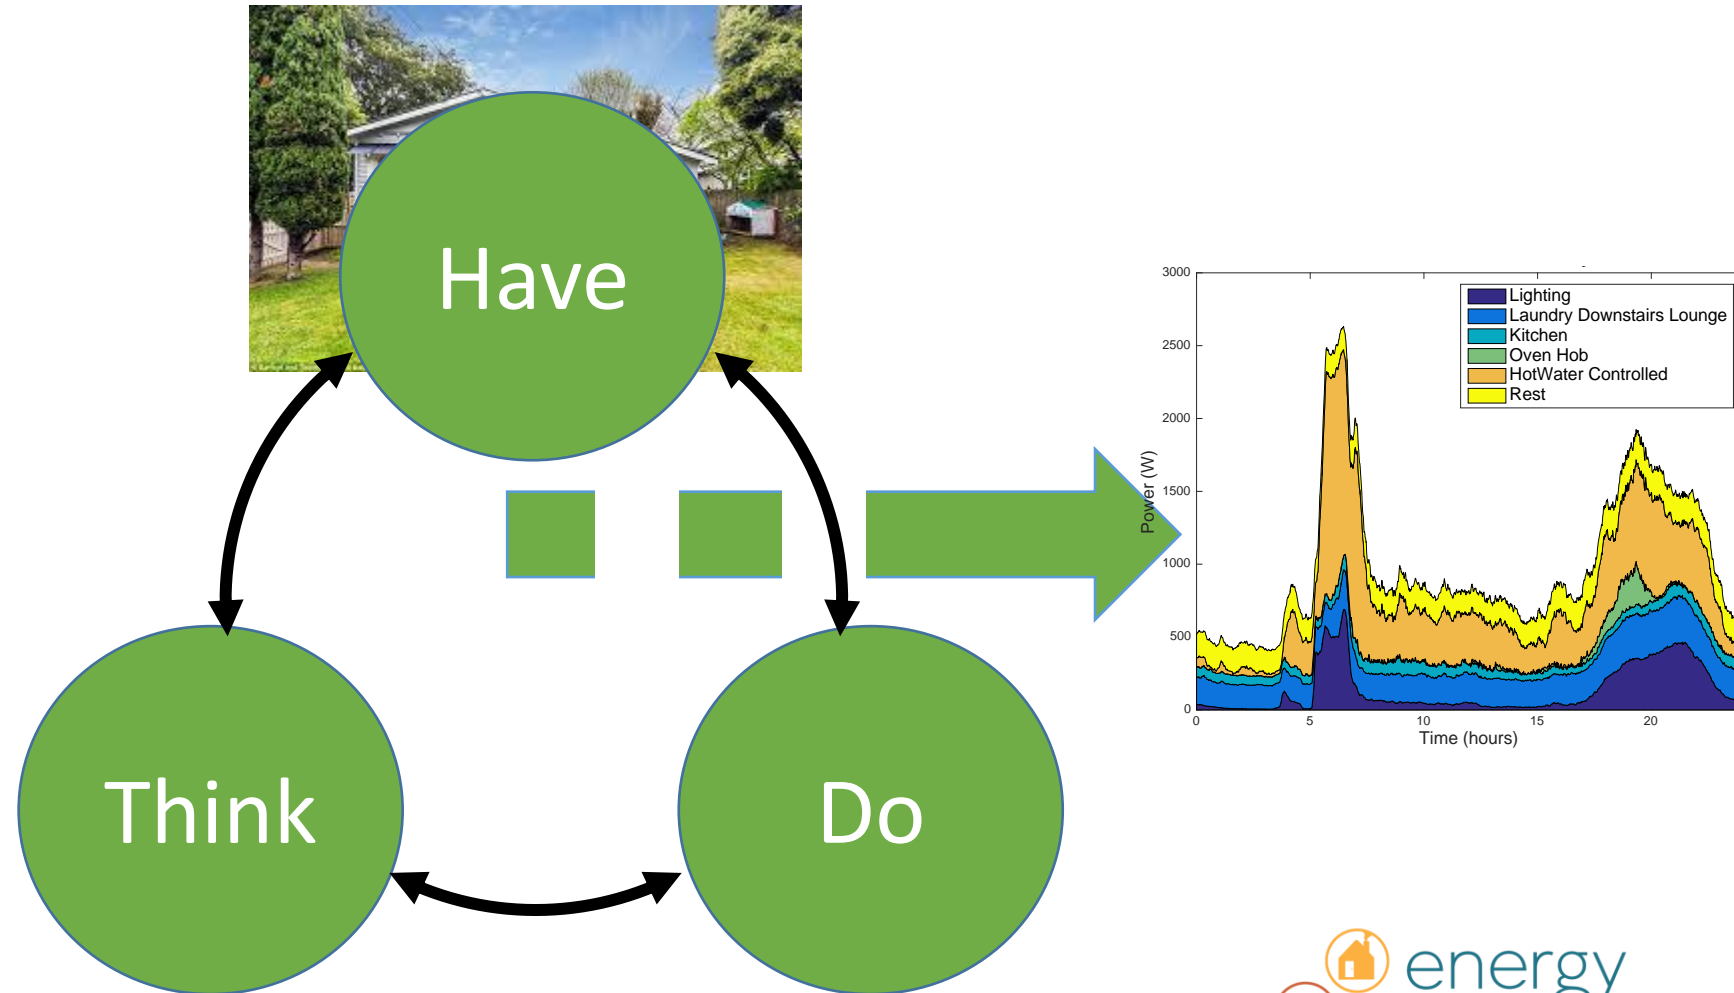 Have
Think
Do
3000
2500
2000
1500
1000
500
0
Power (W)
Lighting
Laundry Downstairs Lounge
Kitchen
Oven Hob
HotWater Controlled
Rest
0
5
10
15
20
Time (hours)
energy